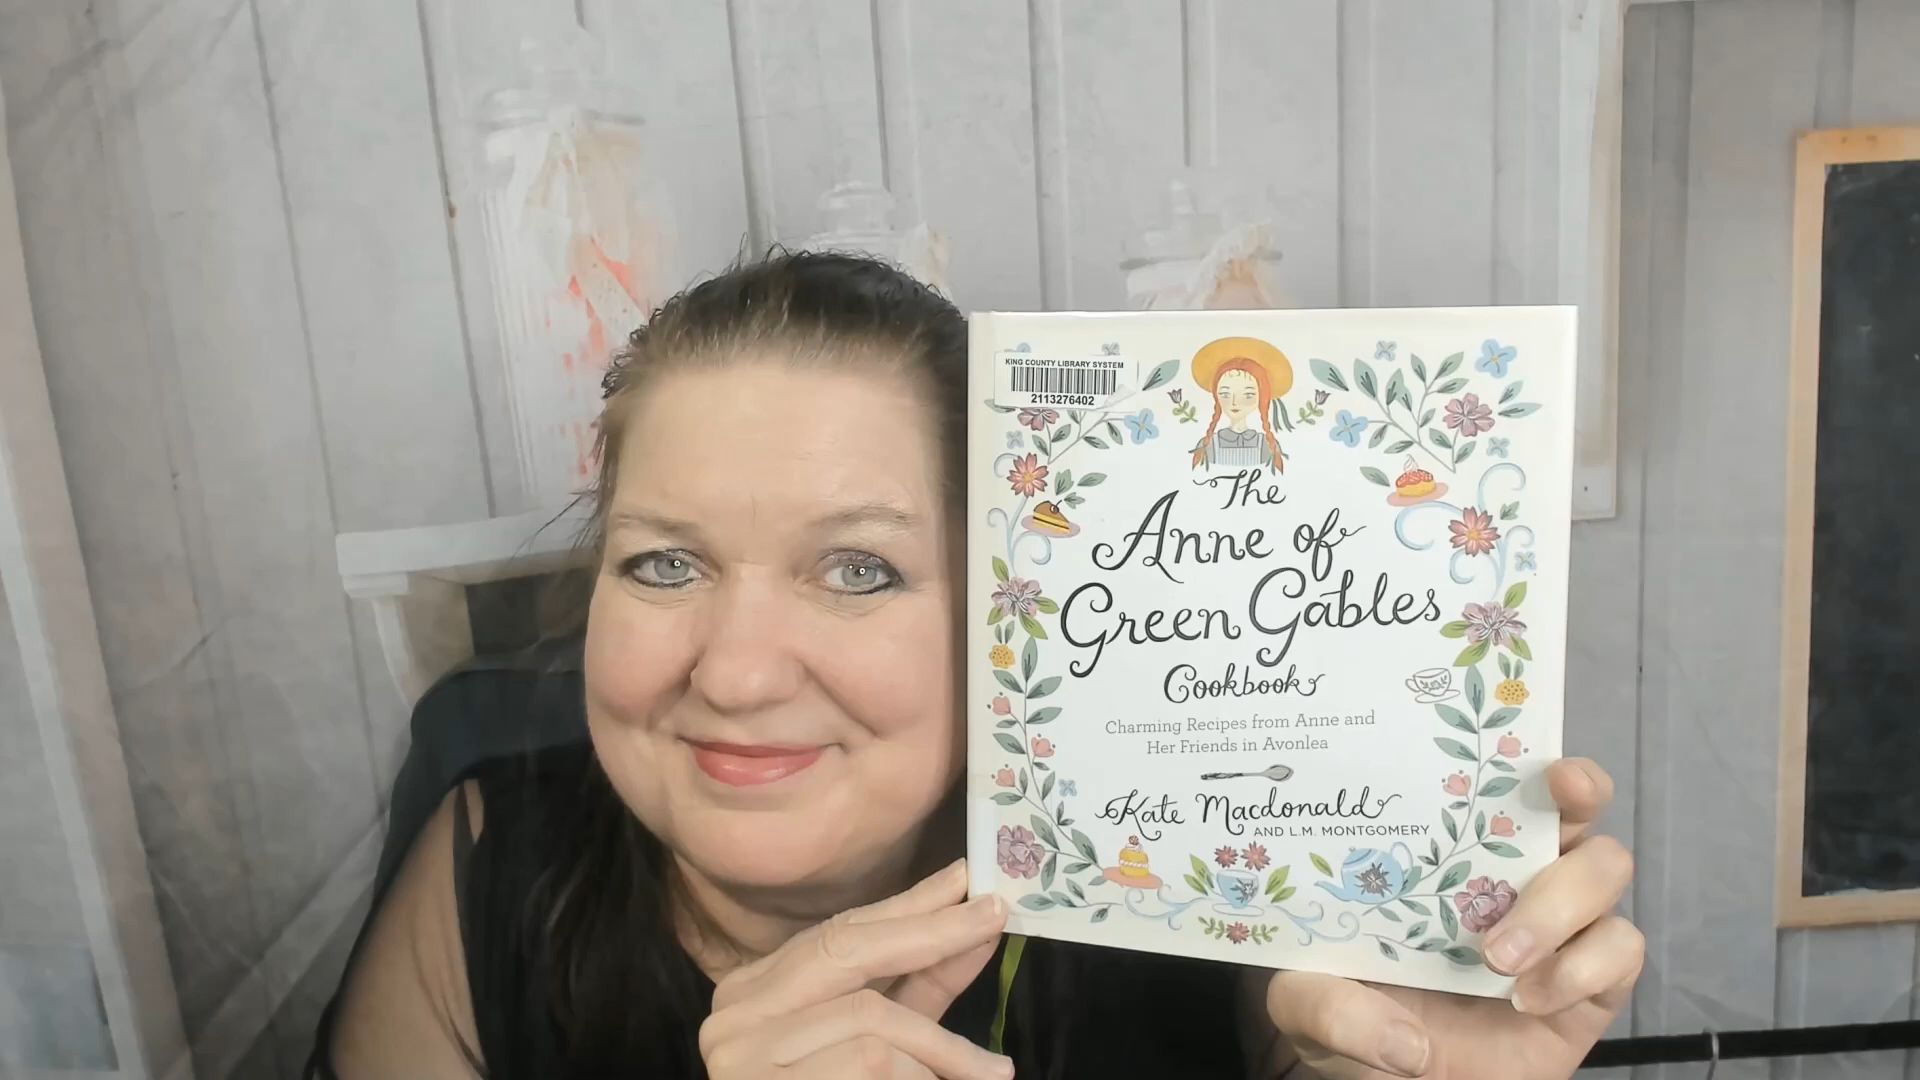 KING COUNTY LIBRARY SYSTEM
2113276402
The
Anne of
Green Gables
Cookbook
Charming Recipes from Anne and
Her Friends in Avonlea
Kate Macdonald
AND L.M. MONTGOMERY